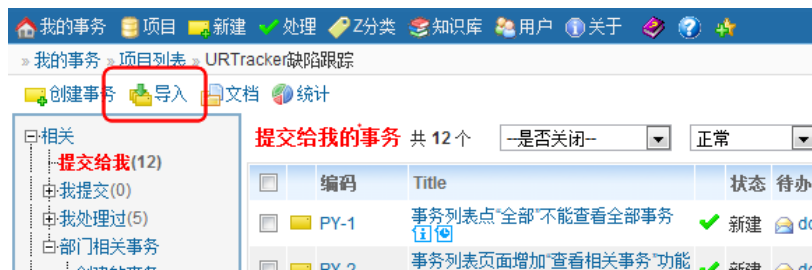 我的事务 项目 新建 处理 Z分类 知识库 用户 关于
» 我的事务 » 项目列表 » URTracker缺陷跟踪
创建事务 导入 文档 统计
相关
提交给我(12)
我提交(0)
我处理过(5)
部门相关事务
提交给我的事务 共 12 个 --是否关闭-- 正常
编码 Title 状态 待办
PY-1 事务列表点“全部”不能查看全部事务 新建 do
PY-2 事务列表页面增加“查看相关事务”功能 新建